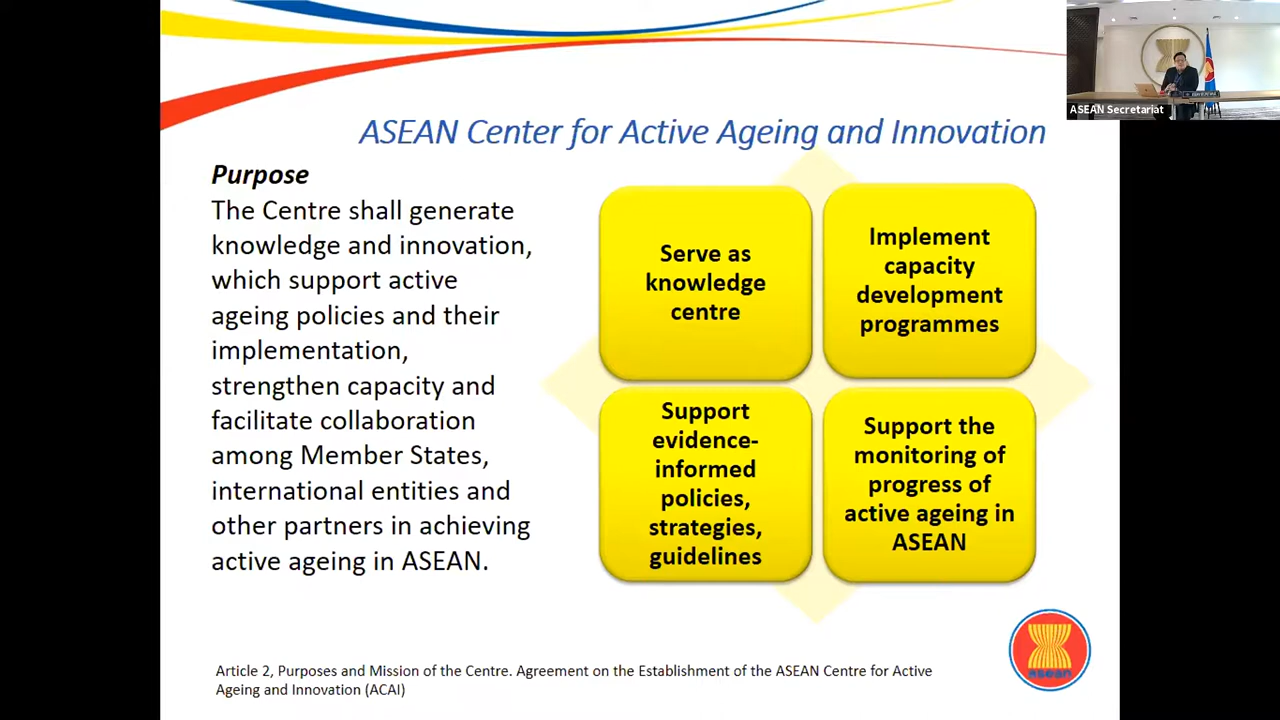 ASEAN Secretariat
ASEAN Center for Active Ageing and Innovation
Purpose
The Centre shall generate
knowledge and innovation,
which support active
ageing policies and their
implementation,
strengthen capacity and
facilitate collaboration
among Member States,
international entities and
other partners in achieving
active ageing in ASEAN.
Serve as
knowledge
centre
Implement
capacity
development
programmes
Support
evidence-
informed
policies,
strategies,
guidelines
Support the
monitoring of
progress of
active ageing in
ASEAN
asean
Article 2, Purposes and Mission of the Centre. Agreement on the Establishment of the ASEAN Centre for Active
Ageing and Innovation (ACAI)